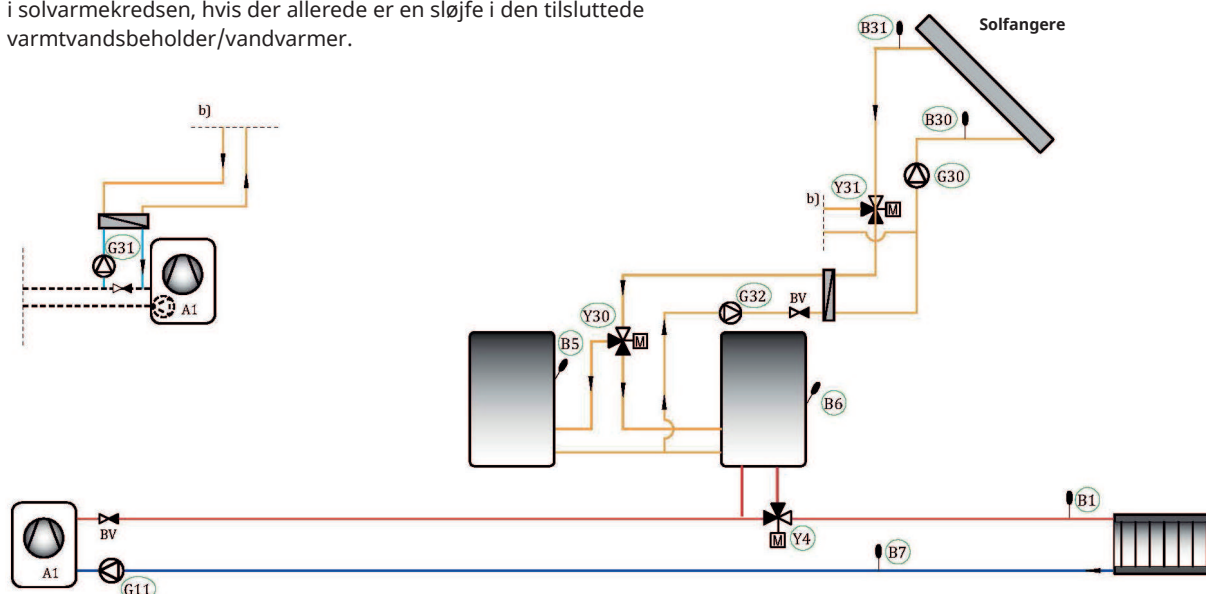 i solvarmekredsen, hvis der allerede er en sløjfe i den tilsluttede
varmtvandsbeholder/vandvarmer.
Solfangere
B31
B30
G30
b)
Y31
M
b)
G31
A1
G32
BV
Y30
M
B5
B6
B1
BV
M
Y4
B7
A1
G11